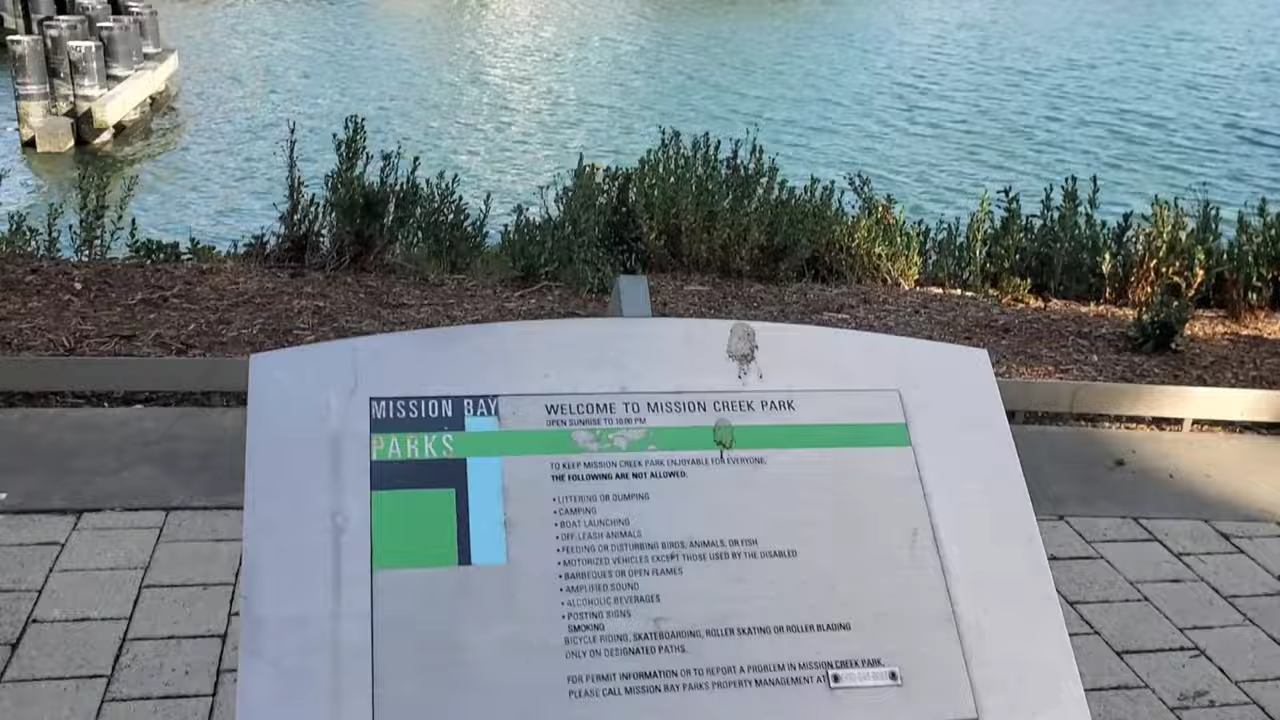 MISSION BAY
PARKS
WELCOME TO MISSION CREEK PARK
OPEN SUNRISE TO 10:00 PM
TO KEEP MISSION CREEK PARK ENJOYABLE FOR EVERYONE,
THE FOLLOWING ARE NOT ALLOWED:
• LITTERING OR DUMPING
• CAMPING
• BOAT LAUNCHING
• OFF-LEASH ANIMALS
• FEEDING OR DISTURBING BIRDS, ANIMALS, OR FISH
• MOTORIZED VEHICLES EXCEPT THOSE USED BY THE DISABLED
• BARBEQUES OR OPEN FLAMES
• AMPLIFIED SOUND
• ALCOHOLIC BEVERAGES
• POSTING SIGNS
SMOKING
BICYCLE RIDING, SKATEBOARDING, ROLLER SKATING OR ROLLER BLADING
ONLY ON DESIGNATED PATHS.
FOR PERMIT INFORMATION OR TO REPORT A PROBLEM IN MISSION CREEK PARK,
PLEASE CALL MISSION BAY PARKS PROPERTY MANAGEMENT AT